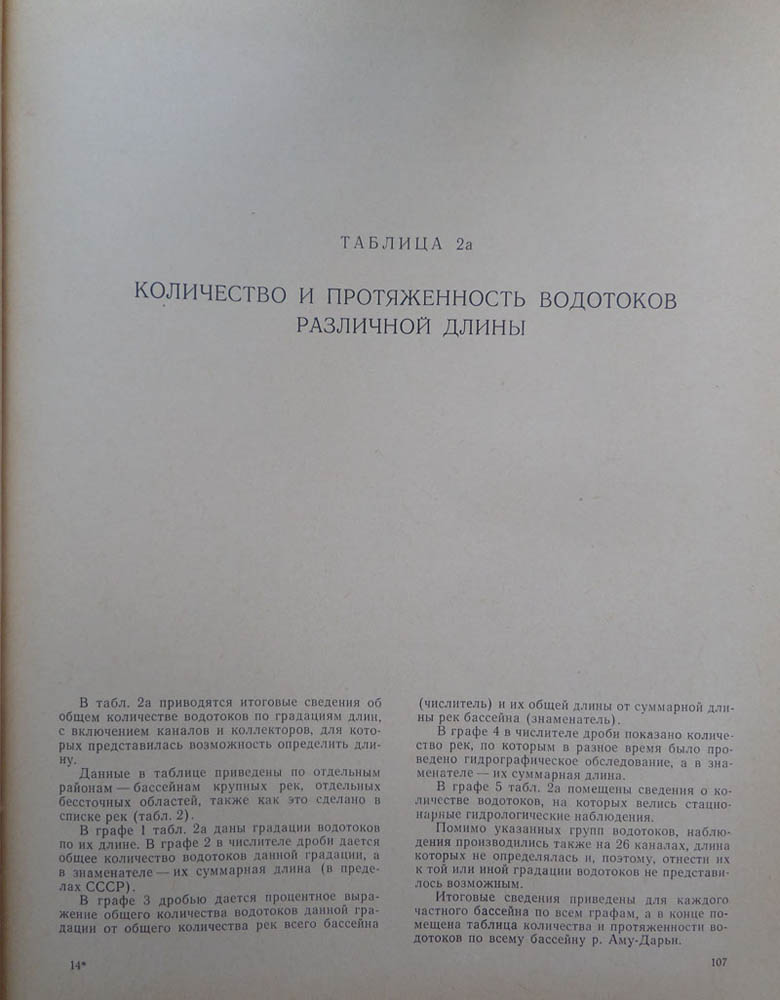 ТАБЛИЦА 2а
КОЛИЧЕСТВО И ПРОТЯЖЕННОСТЬ ВОДОТОКОВ
РАЗЛИЧНОЙ ДЛИНЫ
В табл. 2а приводятся итоговые сведения об
общем количестве водотоков по градациям длин,
с включением каналов и коллекторов, для кото-
рых представилась возможность определить дли-
ну.
Данные в таблице приведены по отдельным
районам — бассейнам крупных рек, отдельных
бессточных областей, также как это сделано в
списке рек (табл. 2).
В графе 1 табл. 2а даны градации водотоков
по их длине. В графе 2 в числителе дроби дается
общее количество водотоков данной градации, а
в знаменателе — их суммарная длина (в преде-
лах СССР).
В графе 3 дробью дается процентное выра-
жение общего количества водотоков данной гра-
дации от общего количества рек всего бассейна
14*
(числитель) и их общей длины от суммарной дли-
ны рек бассейна (знаменатель).
В графе 4 в числителе дроби показано количе-
ство рек, по которым в разное время было про-
ведено гидрографическое обследование, а в зна-
менателе — их суммарная длина.
В графе 5 табл. 2а помещены сведения о ко-
личестве водотоков, на которых велись стацио-
нарные гидрологические наблюдения.
Помимо указанных групп водотоков, наблю-
дения производились также на 26 каналах, длина
которых не определялась и, поэтому, отнести их
к той или иной градации водотоков не представи-
лось возможным.
Итоговые сведения приведены для каждого
частного бассейна по всем графам, а в конце по-
мещена таблица количества и протяженности во-
дотоков по всему бассейну р. Аму-Дарьи.
107